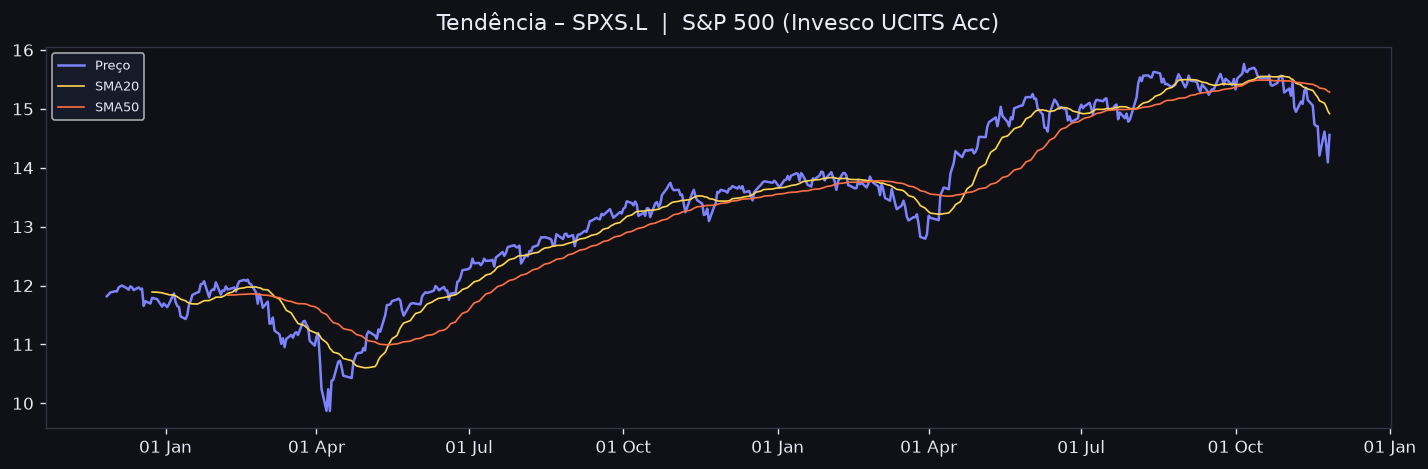 Tendência – SPXS.L | S&P 500 (Invesco UCITS Acc)
Preço
SMA20
SMA50
16
15
14
13
12
11
10
01 Jan
01 Apr
01 Jul
01 Oct
01 Jan
01 Apr
01 Jul
01 Oct
01 Jan